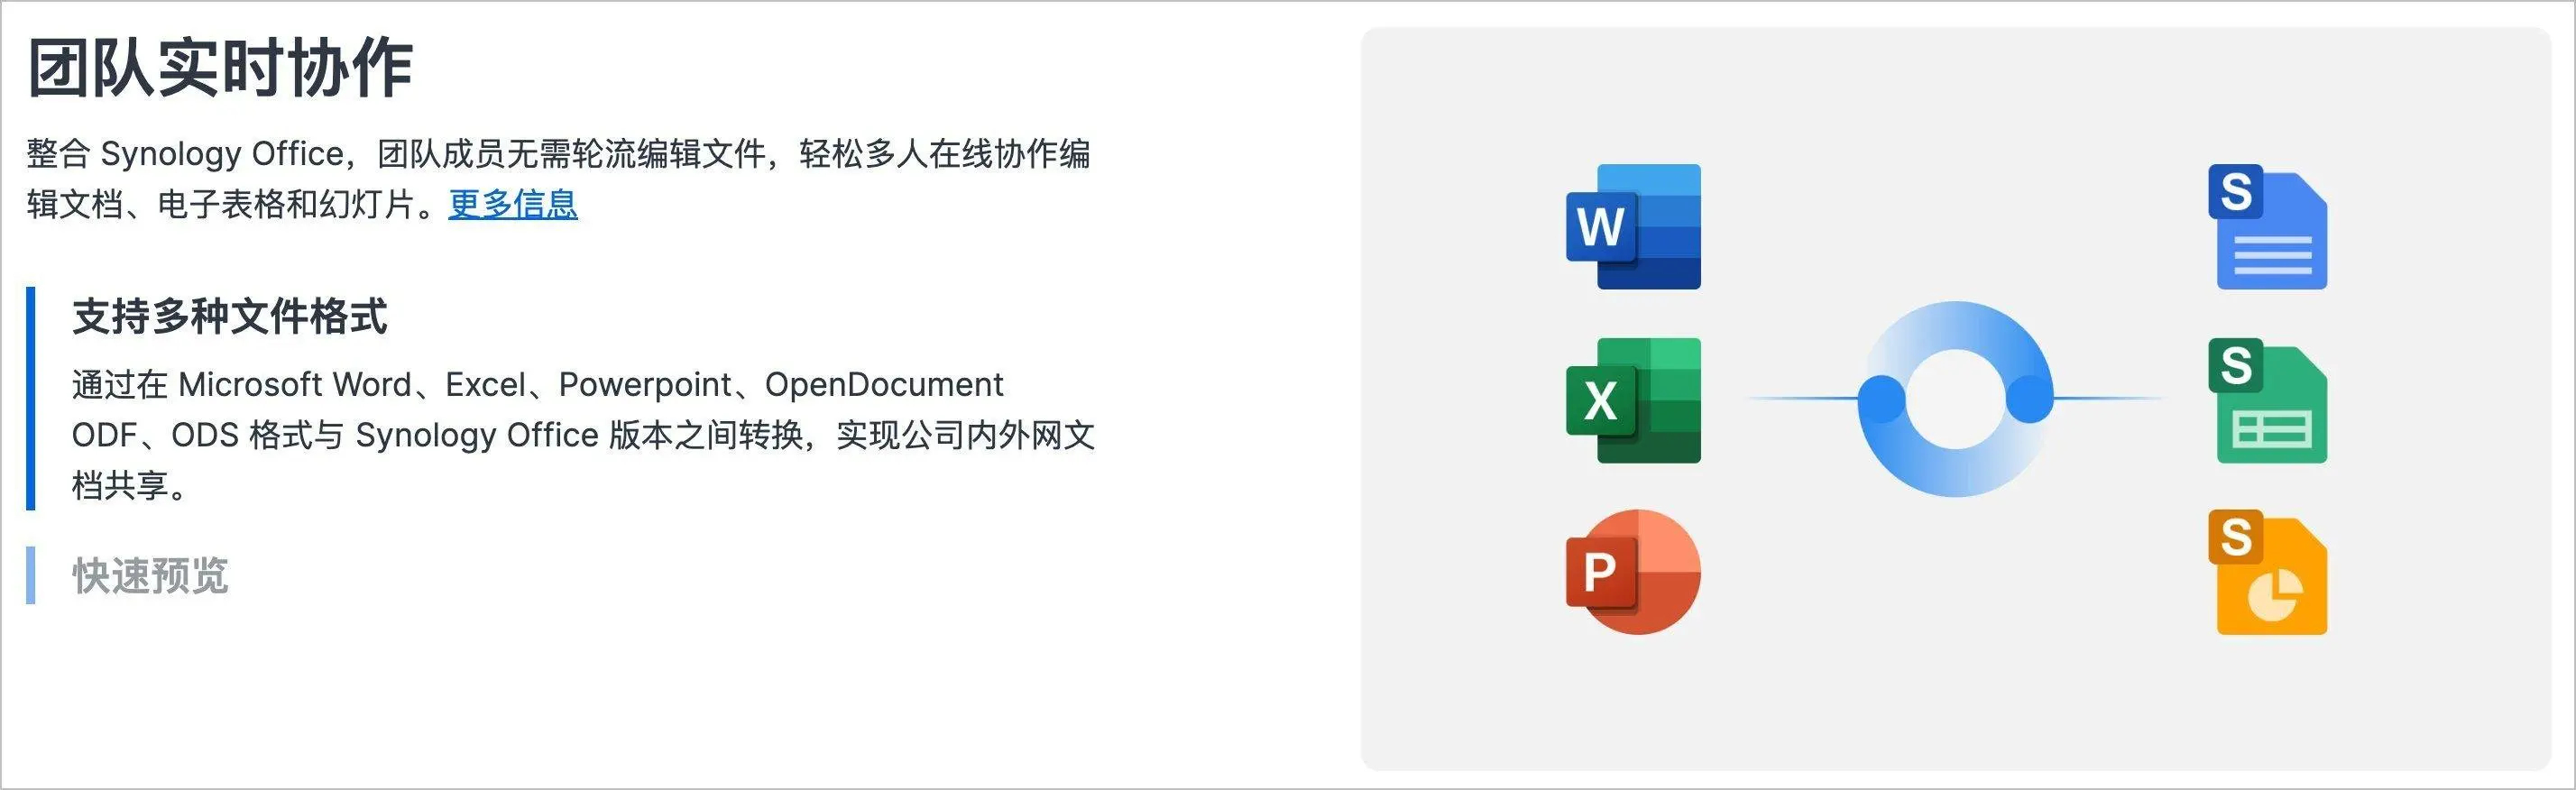 团队实时协作
整合 Synology Office，团队成员无需轮流编辑文件，轻松多人在线协作编
辑文档、电子表格和幻灯片。更多信息
支持多种文件格式
通过在 Microsoft Word、Excel、Powerpoint、OpenDocument
ODF、ODS 格式与 Synology Office 版本之间转换，实现公司内外网文
档共享。
快速预览
W
S
X
S
P
S